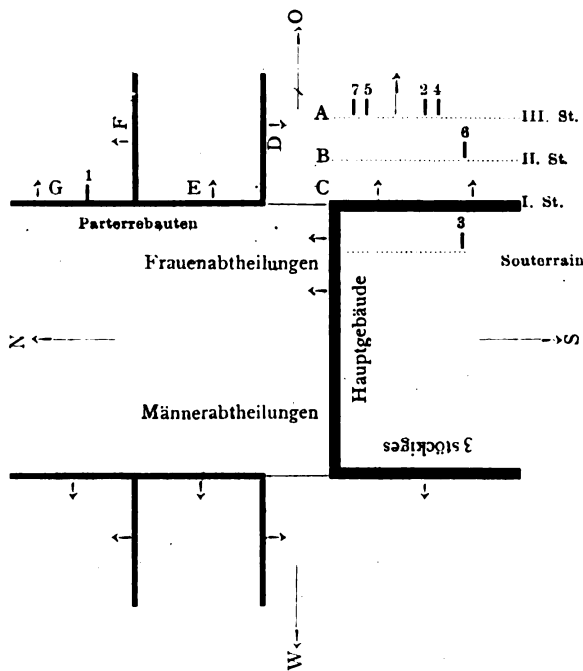 O
7 5 2 4
A III. St.
F
D
6
B II. St.
1
G E C
I. St.
Parterrebauten
3
Frauenabtheilungen
Souterrain
N
Hauptgebäude
S
Männerabtheilungen
3 stöckiges
W